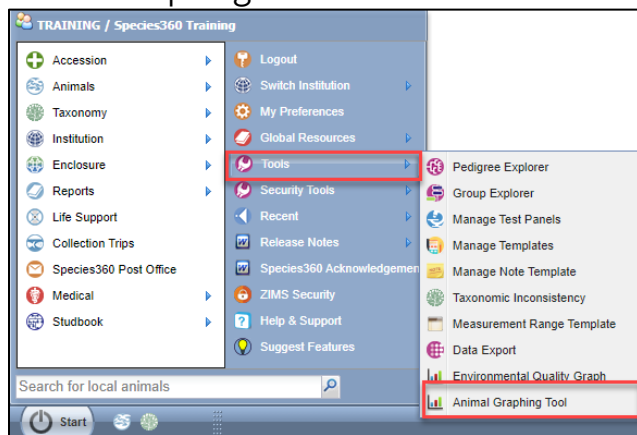 TRAINING / Species360 Training
Accession
Animals
Taxonomy
Institution
Enclosure
Reports
Life Support
Collection Trips
Species360 Post Office
Medical
Studbook
Logout
Switch Institution
My Preferences
Global Resources
Tools
Security Tools
Recent
Release Notes
Species360 Acknowledgemen
ZIMS Security
Help & Support
Suggest Features
Pedigree Explorer
Group Explorer
Manage Test Panels
Manage Templates
Manage Note Template
Taxonomic Inconsistency
Measurement Range Template
Data Export
Environmental Quality Graph
Animal Graphing Tool
Search for local animals
Start